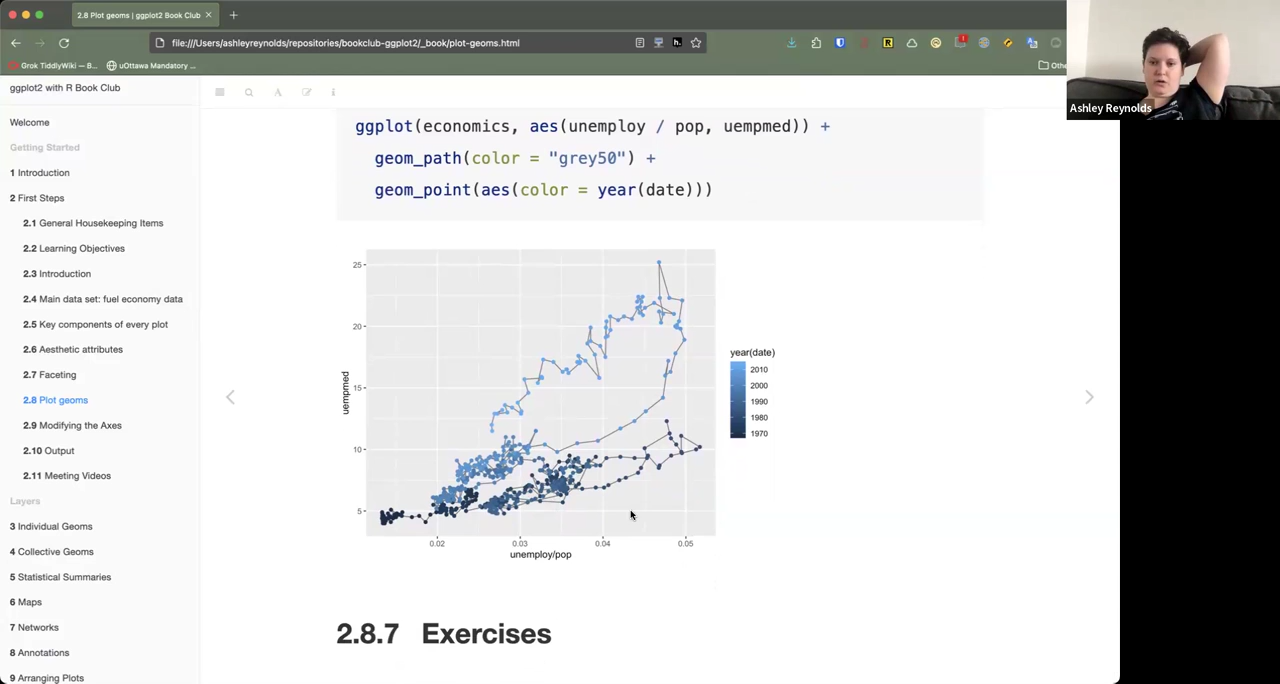 2.8 Plot geoms | ggplot2 Book Club
file:///Users/ashleyreynolds/repositories/bookclub-ggplot2/_book/plot-geoms.html
Grok TiddlyWiki — B...
uOttawa Mandatory ...
Othe
Ashley Reynolds
ggplot2 with R Book Club
Welcome
Getting Started
1 Introduction
2 First Steps
2.1 General Housekeeping Items
2.2 Learning Objectives
2.3 Introduction
2.4 Main data set: fuel economy data
2.5 Key components of every plot
2.6 Aesthetic attributes
2.7 Faceting
2.8 Plot geoms
2.9 Modifying the Axes
2.10 Output
2.11 Meeting Videos
Layers
3 Individual Geoms
4 Collective Geoms
5 Statistical Summaries
6 Maps
7 Networks
8 Annotations
9 Arranging Plots
ggplot(economics, aes(unemploy / pop, uempmed)) +
geom_path(color = "grey50") +
geom_point(aes(color = year(date)))
25
20
15
10
5
uempmed
0.02 0.03 0.04 0.05
unemploy/pop
year(date)
2010
2000
1990
1980
1970
2.8.7 Exercises